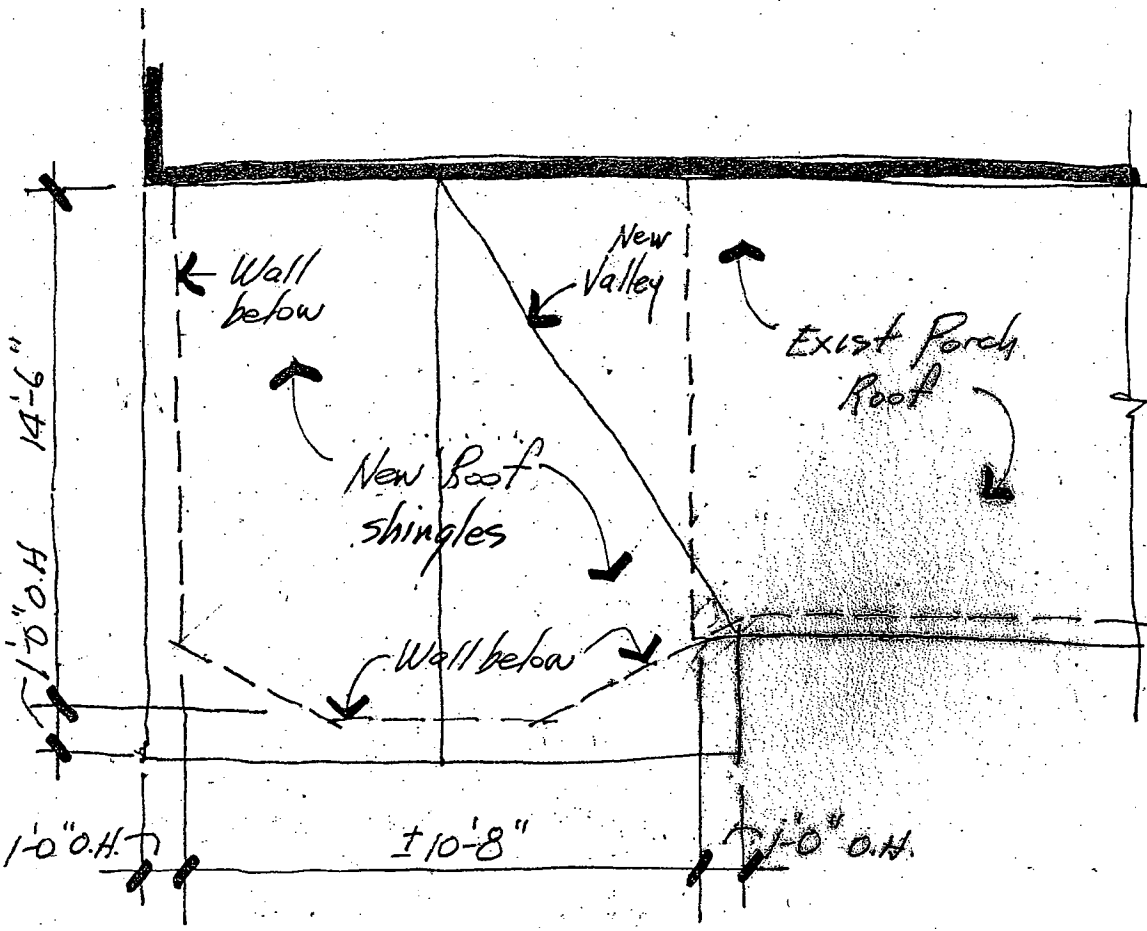 New
Valley
Wall
below
Exist Porch
Roof
14'-6"
New Roof
shingles
1'-0" O.H
Wall below
1'-0" O.H.
±10'-8"
1'-0" O.H.